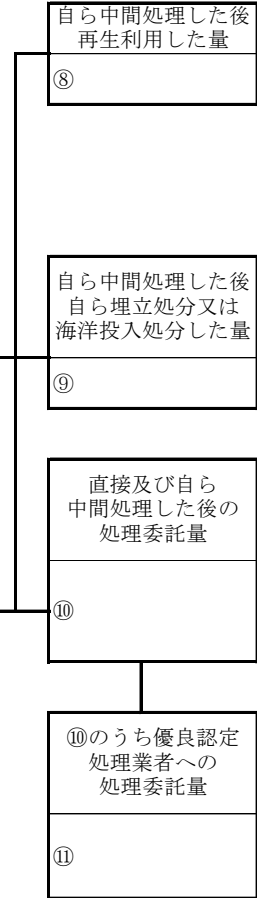 自ら中間処理した後
再生利用した量
⑧
自ら中間処理した後
自ら埋立処分又は
海洋投入処分した量
⑨
直接及び自ら
中間処理した後の
処理委託量
⑩
⑩のうち優良認定
処理業者への
処理委託量
⑪